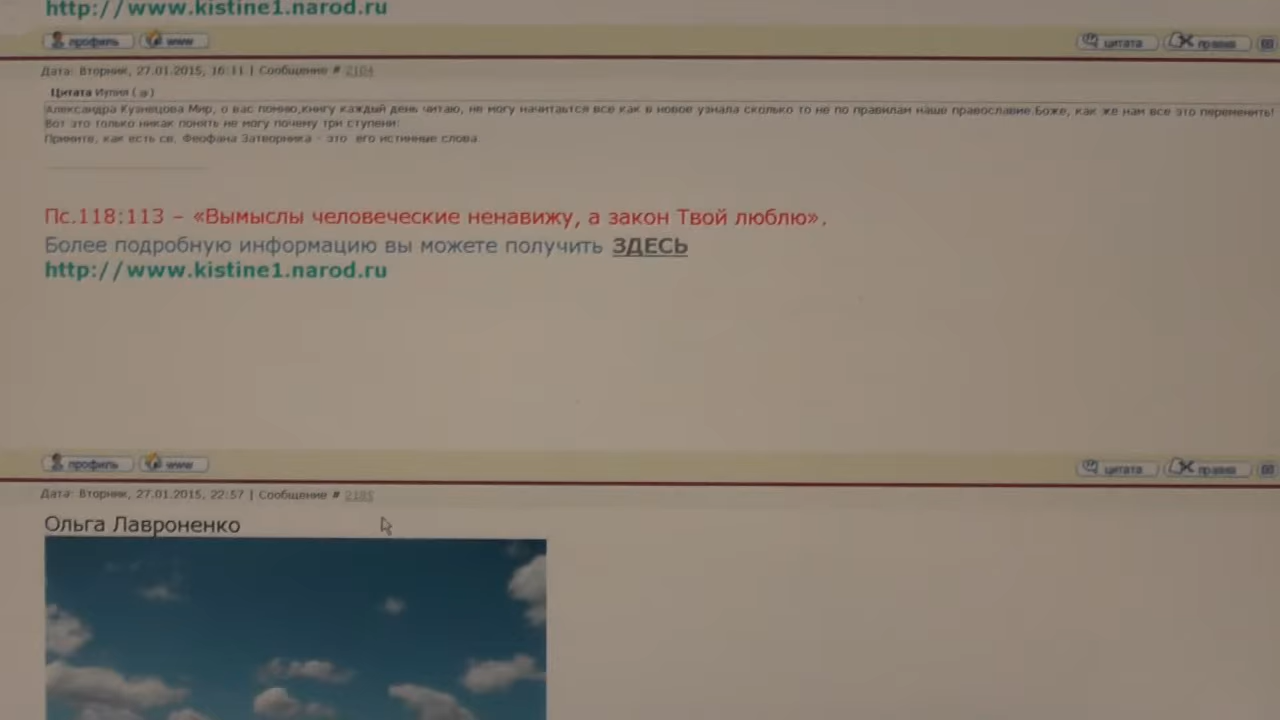 http://www.kistine1.narod.ru
профиль www цитата правка
Дата: Вторник, 27.01.2015, 16:11 | Сообщение # 2184
Цитата Иулия ( )
Александра Кузнецова Мир, о вас помню,книгу каждый день читаю, не могу начитаться все как в новое узнала сколько то не по правилам наше православие.Боже, как же нам все это переменить!
Вот это только никак понять не могу почему три ступени:
Примите, как есть св. Феофана Затворника - это его истинные слова.
Пс.118:113 – «Вымыслы человеческие ненавижу, а закон Твой люблю».
Более подробную информацию вы можете получить ЗДЕСЬ
http://www.kistine1.narod.ru
профиль www цитата правка
Дата: Вторник, 27.01.2015, 22:57 | Сообщение # 2185
Ольга Лавроненко